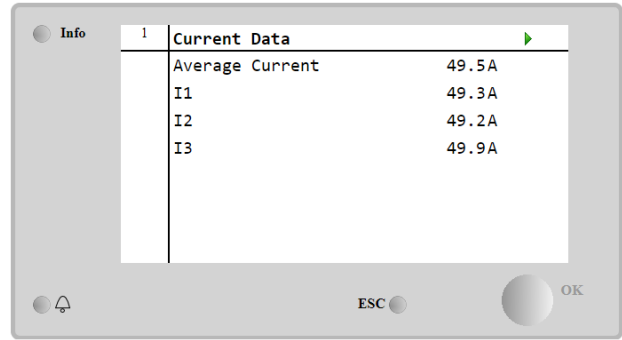 Info
1 Current Data
Average Current 49.5A
I1 49.3A
I2 49.2A
I3 49.9A
ESC
OK